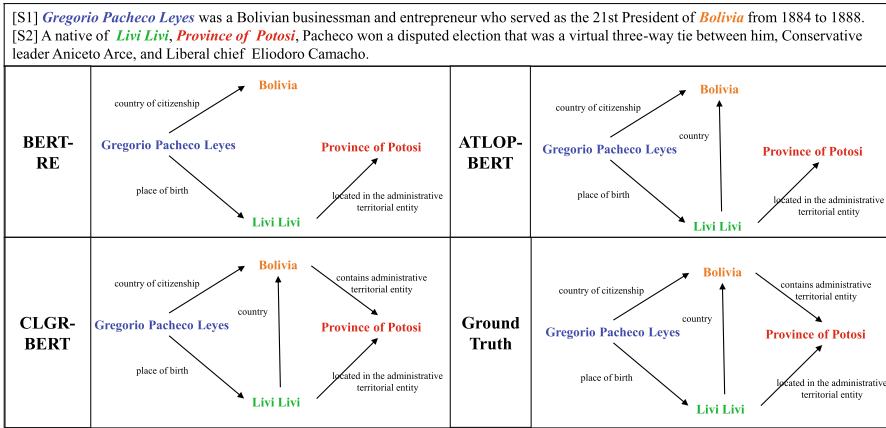 [S1] Gregorio Pacheco Leyes was a Bolivian businessman and entrepreneur who served as the 21st President of Bolivia from 1884 to 1888.
[S2] A native of Livi Livi, Province of Potosi, Pacheco won a disputed election that was a virtual three-way tie between him, Conservative
leader Aniceto Arce, and Liberal chief Eliodoro Camacho.
BERT-
RE
Bolivia
country of citizenship
Gregorio Pacheco Leyes
Province of Potosi
place of birth
located in the administrative
territorial entity
Livi Livi
ATLOP-
BERT
Bolivia
country of citizenship
country
Gregorio Pacheco Leyes
Province of Potosi
place of birth
located in the administrative
territorial entity
Livi Livi
CLGR-
BERT
Bolivia
country of citizenship
contains administrative
territorial entity
country
Gregorio Pacheco Leyes
Province of Potosi
place of birth
located in the administrative
territorial entity
Livi Livi
Ground
Truth
Bolivia
country of citizenship
contains administrative
territorial entity
country
Gregorio Pacheco Leyes
Province of Potosi
place of birth
located in the administrative
territorial entity
Livi Livi